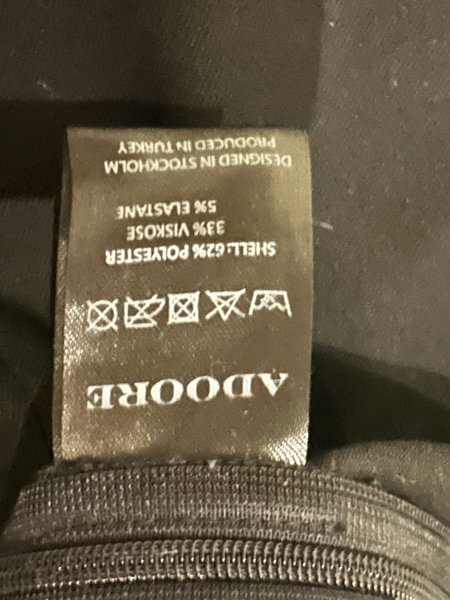 ADOORE
SHELL: 62% POLYESTER
33% VISKOSE
5% ELASTANE
DESIGNED IN STOCKHOLM
PRODUCED IN TURKEY